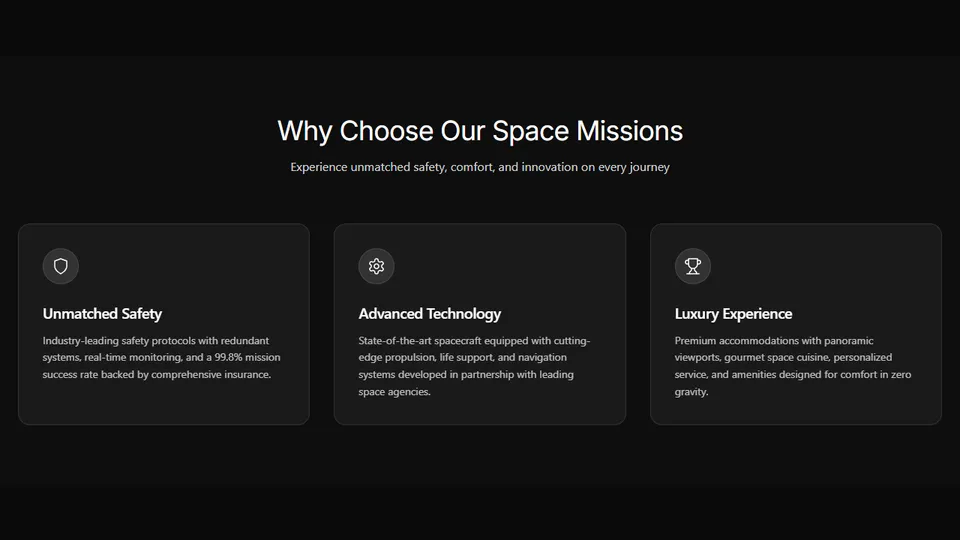 Why Choose Our Space Missions
Experience unmatched safety, comfort, and innovation on every journey
Unmatched Safety
Industry-leading safety protocols with redundant
systems, real-time monitoring, and a 99.8% mission
success rate backed by comprehensive insurance.
Advanced Technology
State-of-the-art spacecraft equipped with cutting-
edge propulsion, life support, and navigation
systems developed in partnership with leading
space agencies.
Luxury Experience
Premium accommodations with panoramic
viewports, gourmet space cuisine, personalized
service, and amenities designed for comfort in zero
gravity.